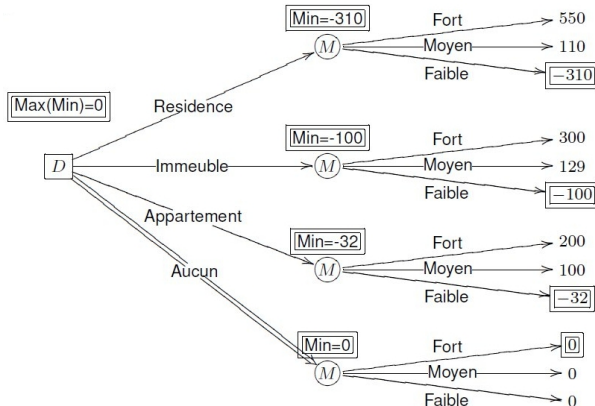 Min=-310
Fort
550
M
Moyen
110
Faible
-310
Max(Min)=0
Residence
Min=-100
Fort
300
D
Immeuble
M
Moyen
129
Faible
-100
Appartement
Min=-32
Fort
200
Aucun
M
Moyen
100
Faible
-32
Min=0
Fort
0
M
Moyen
0
Faible
0